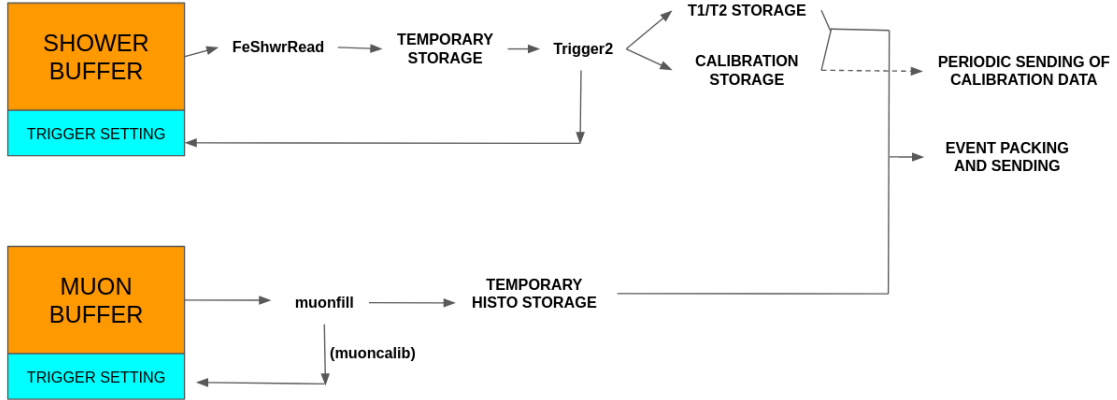 SHOWER
BUFFER
TRIGGER SETTING
FeShwrRead
TEMPORARY
STORAGE
Trigger2
T1/T2 STORAGE
CALIBRATION
STORAGE
PERIODIC SENDING OF
CALIBRATION DATA
EVENT PACKING
AND SENDING
MUON
BUFFER
TRIGGER SETTING
muonfill
(muoncalib)
TEMPORARY
HISTO STORAGE